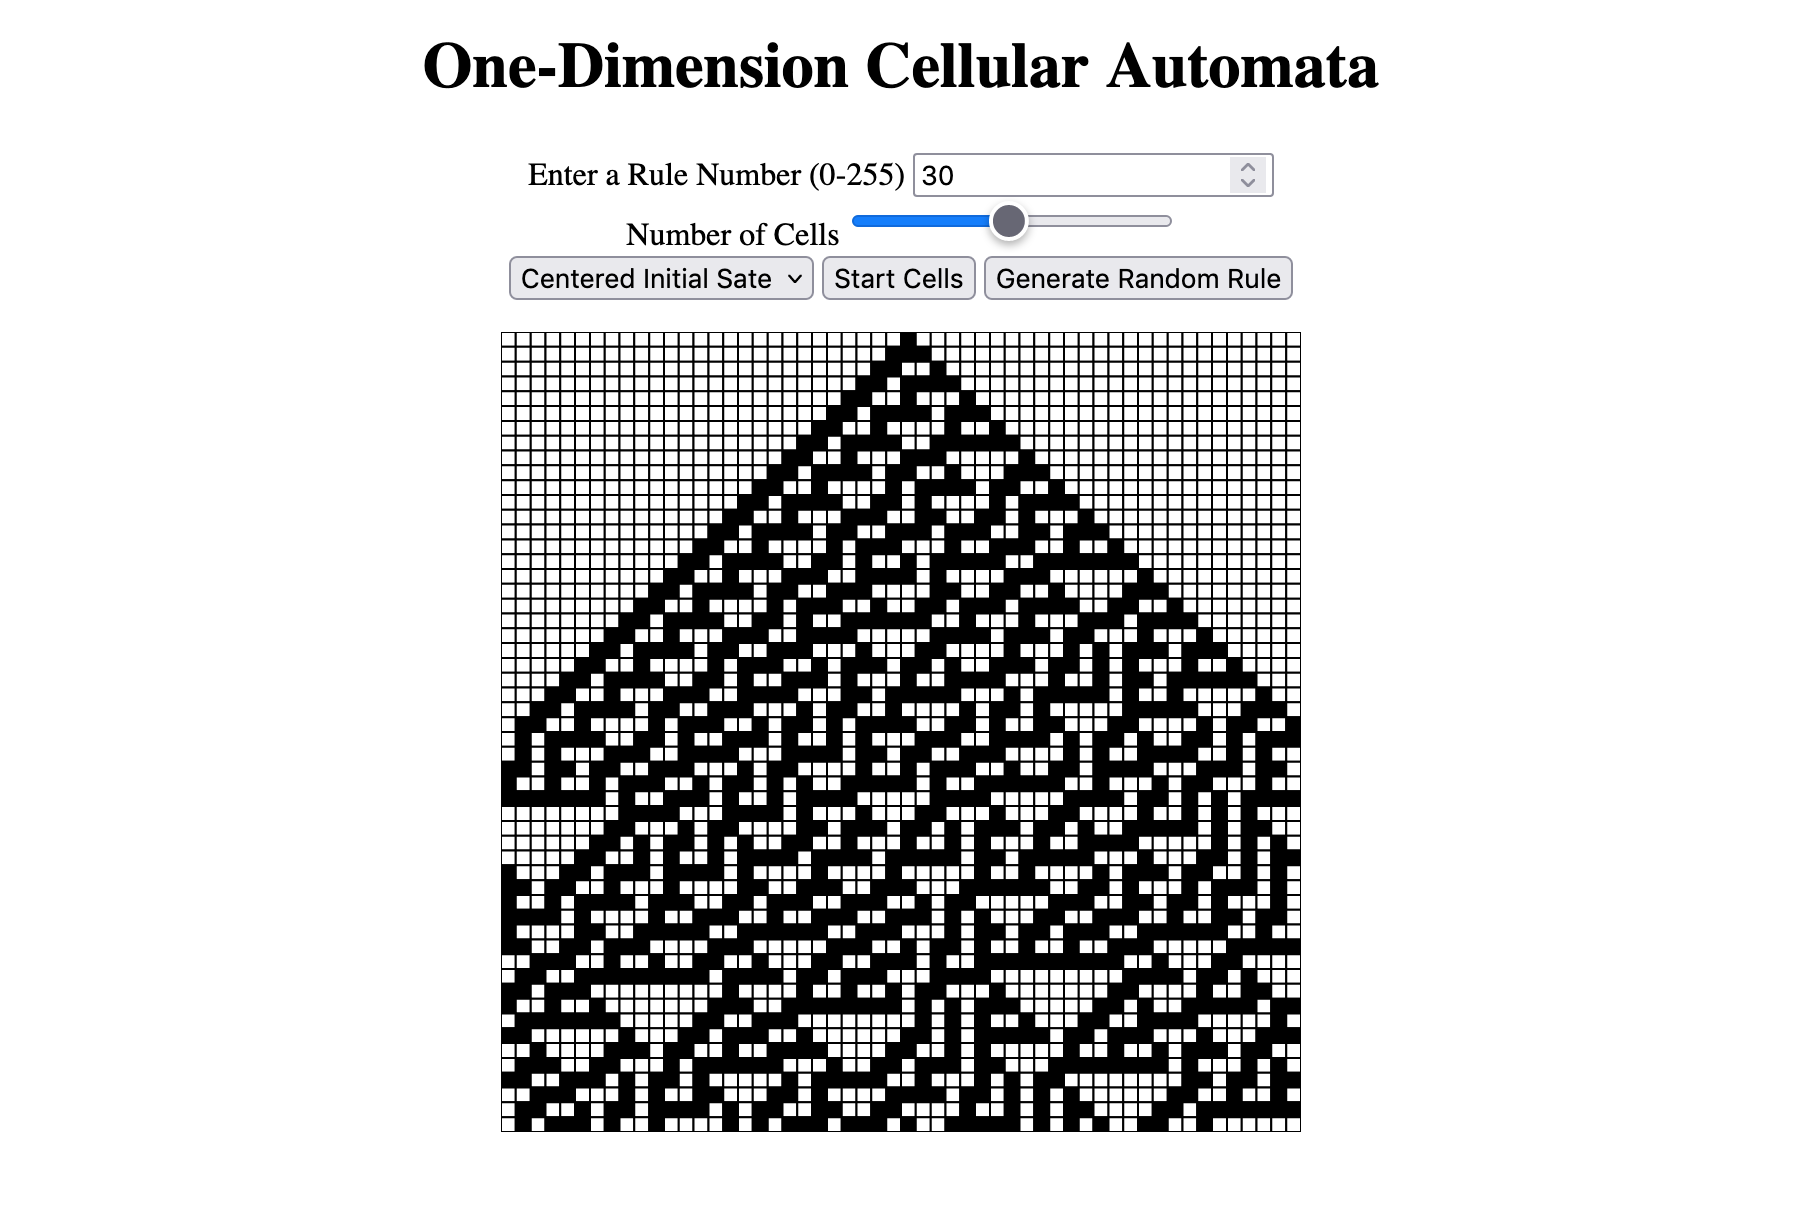 One-Dimension Cellular Automata
Enter a Rule Number (0-255) 30
Number of Cells
Centered Initial Sate Start Cells Generate Random Rule